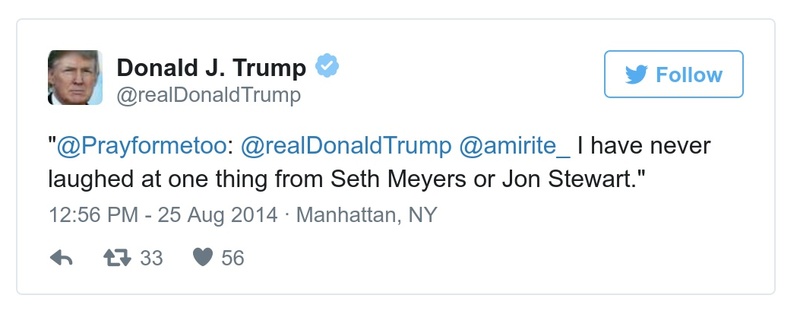 Donald J. Trump
@realDonaldTrump
Follow
"@Prayformetoo: @realDonaldTrump @amirite_ I have never
laughed at one thing from Seth Meyers or Jon Stewart."
12:56 PM - 25 Aug 2014 · Manhattan, NY
33 56